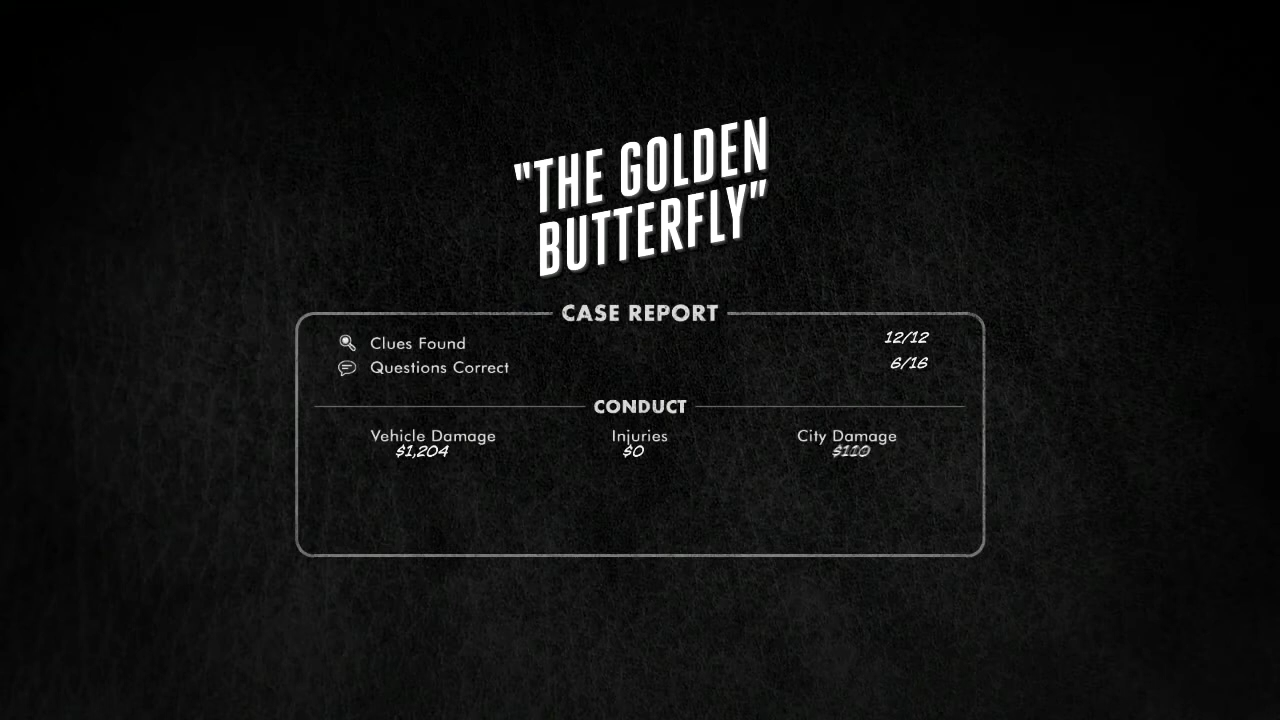 "THE GOLDEN
BUTTERFLY"
CASE REPORT
Clues Found 12/12
Questions Correct 6/16
CONDUCT
Vehicle Damage Injuries City Damage
$1,204 $0 $110